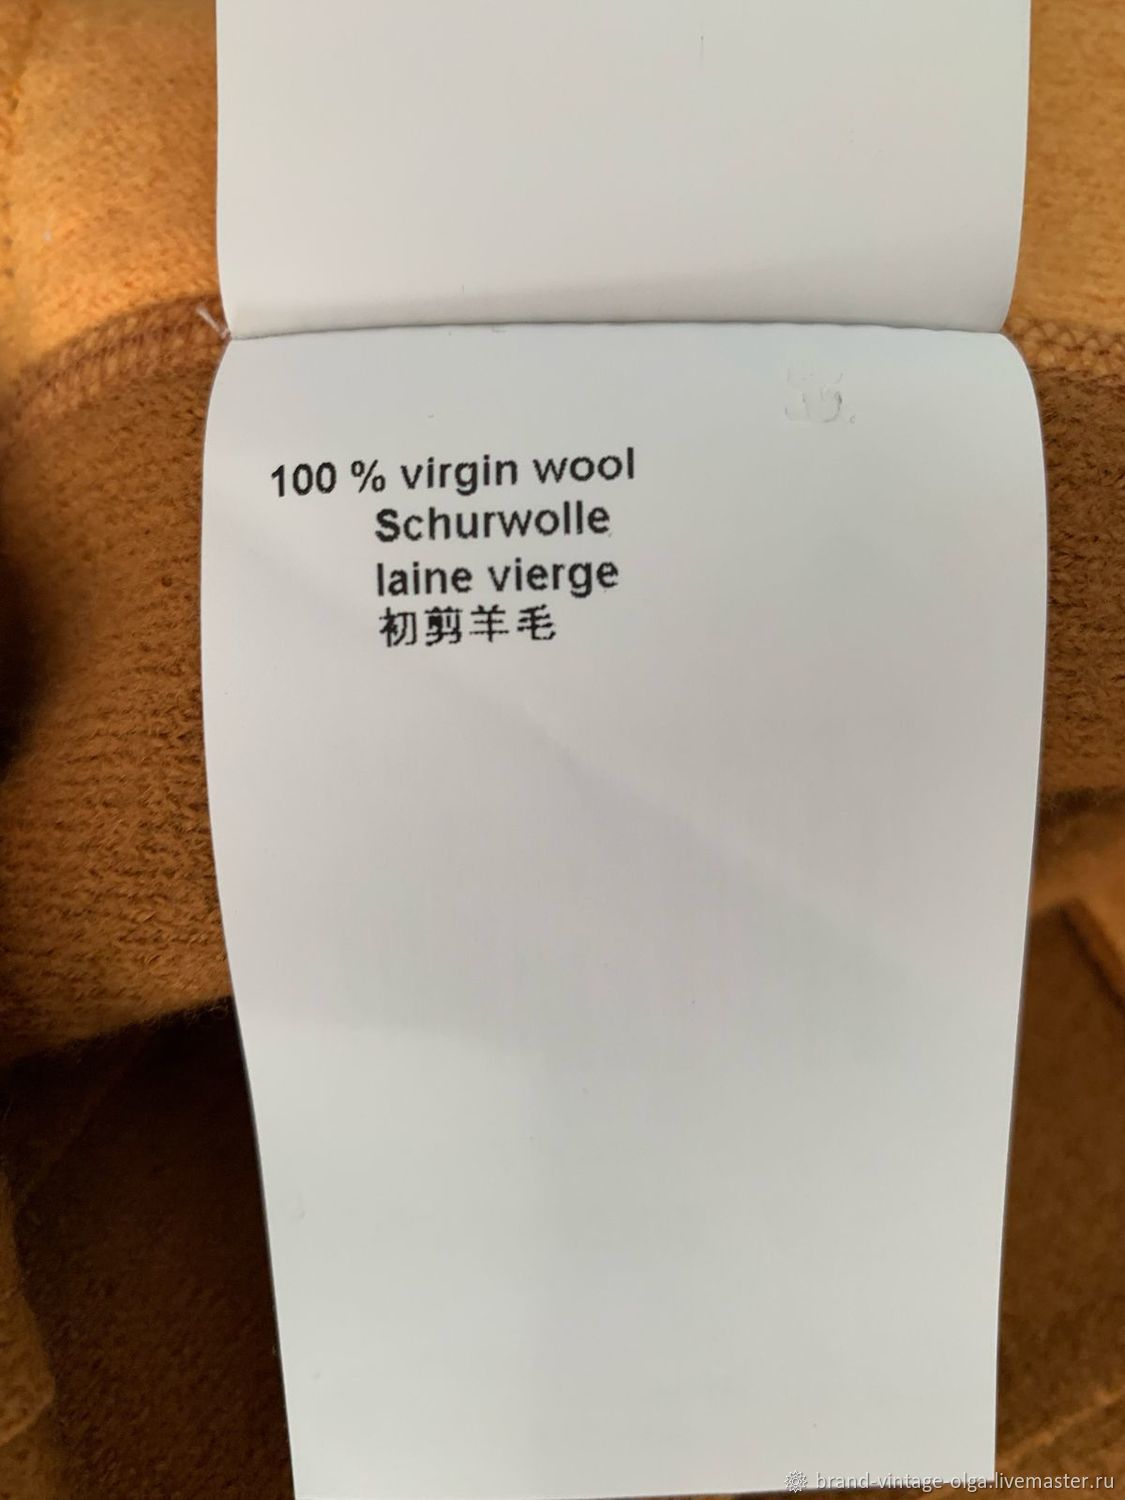 100 % virgin wool
Schurwolle
laine vierge
初剪羊毛
brand-vintage-olga.livemaster.ru